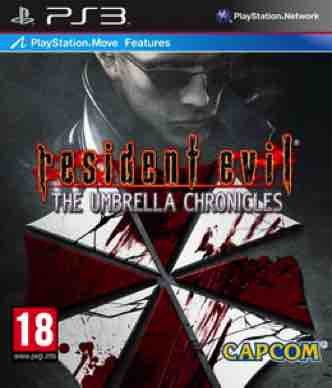 PS3
PlayStation.Network
PlayStation.Move Features
resident evil
THE UMBRELLA CHRONICLES
18
www.pegi.info
CAPCOM